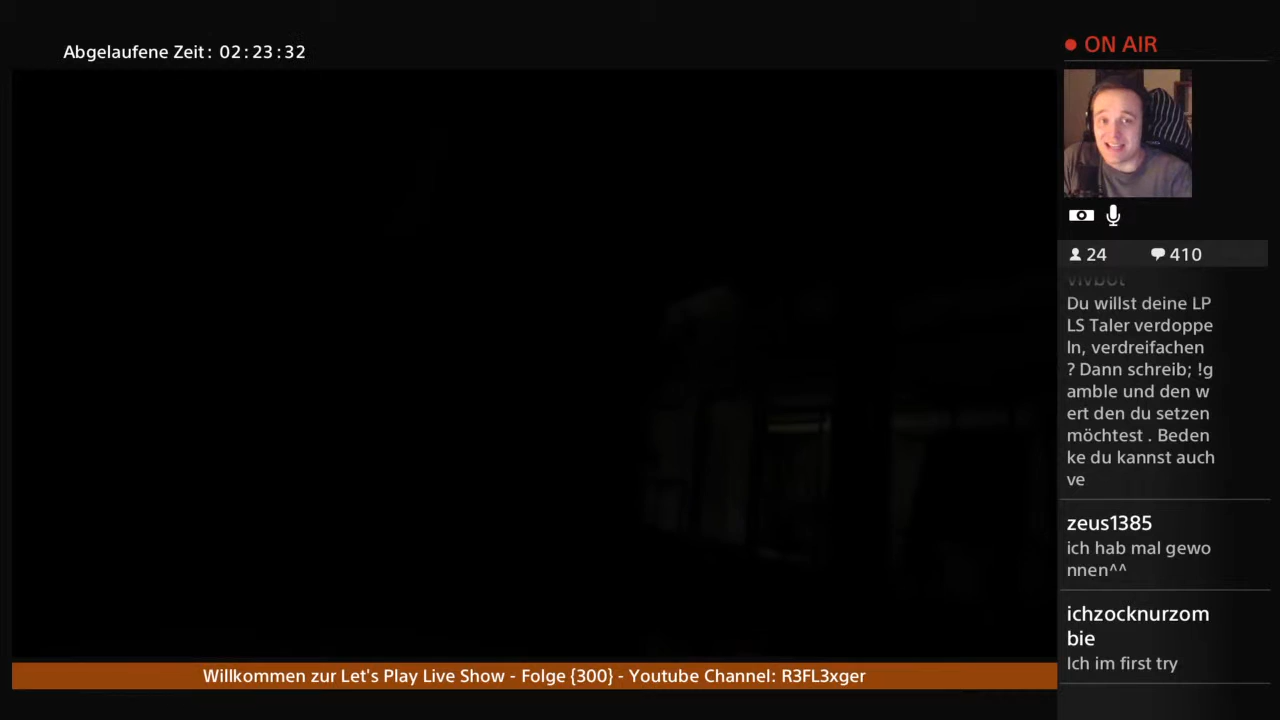 Abgelaufene Zeit: 02:23:32
ON AIR
24 410
vivbot
Du willst deine LP
LS Taler verdoppe
ln, verdreifachen
? Dann schreib; !g
amble und den w
ert den du setzen
möchtest . Beden
ke du kannst auch
ve
zeus1385
ich hab mal gewo
nnen^^
ichzocknurzom
bie
Ich im first try
Willkommen zur Let's Play Live Show - Folge {300} - Youtube Channel: R3FL3xger